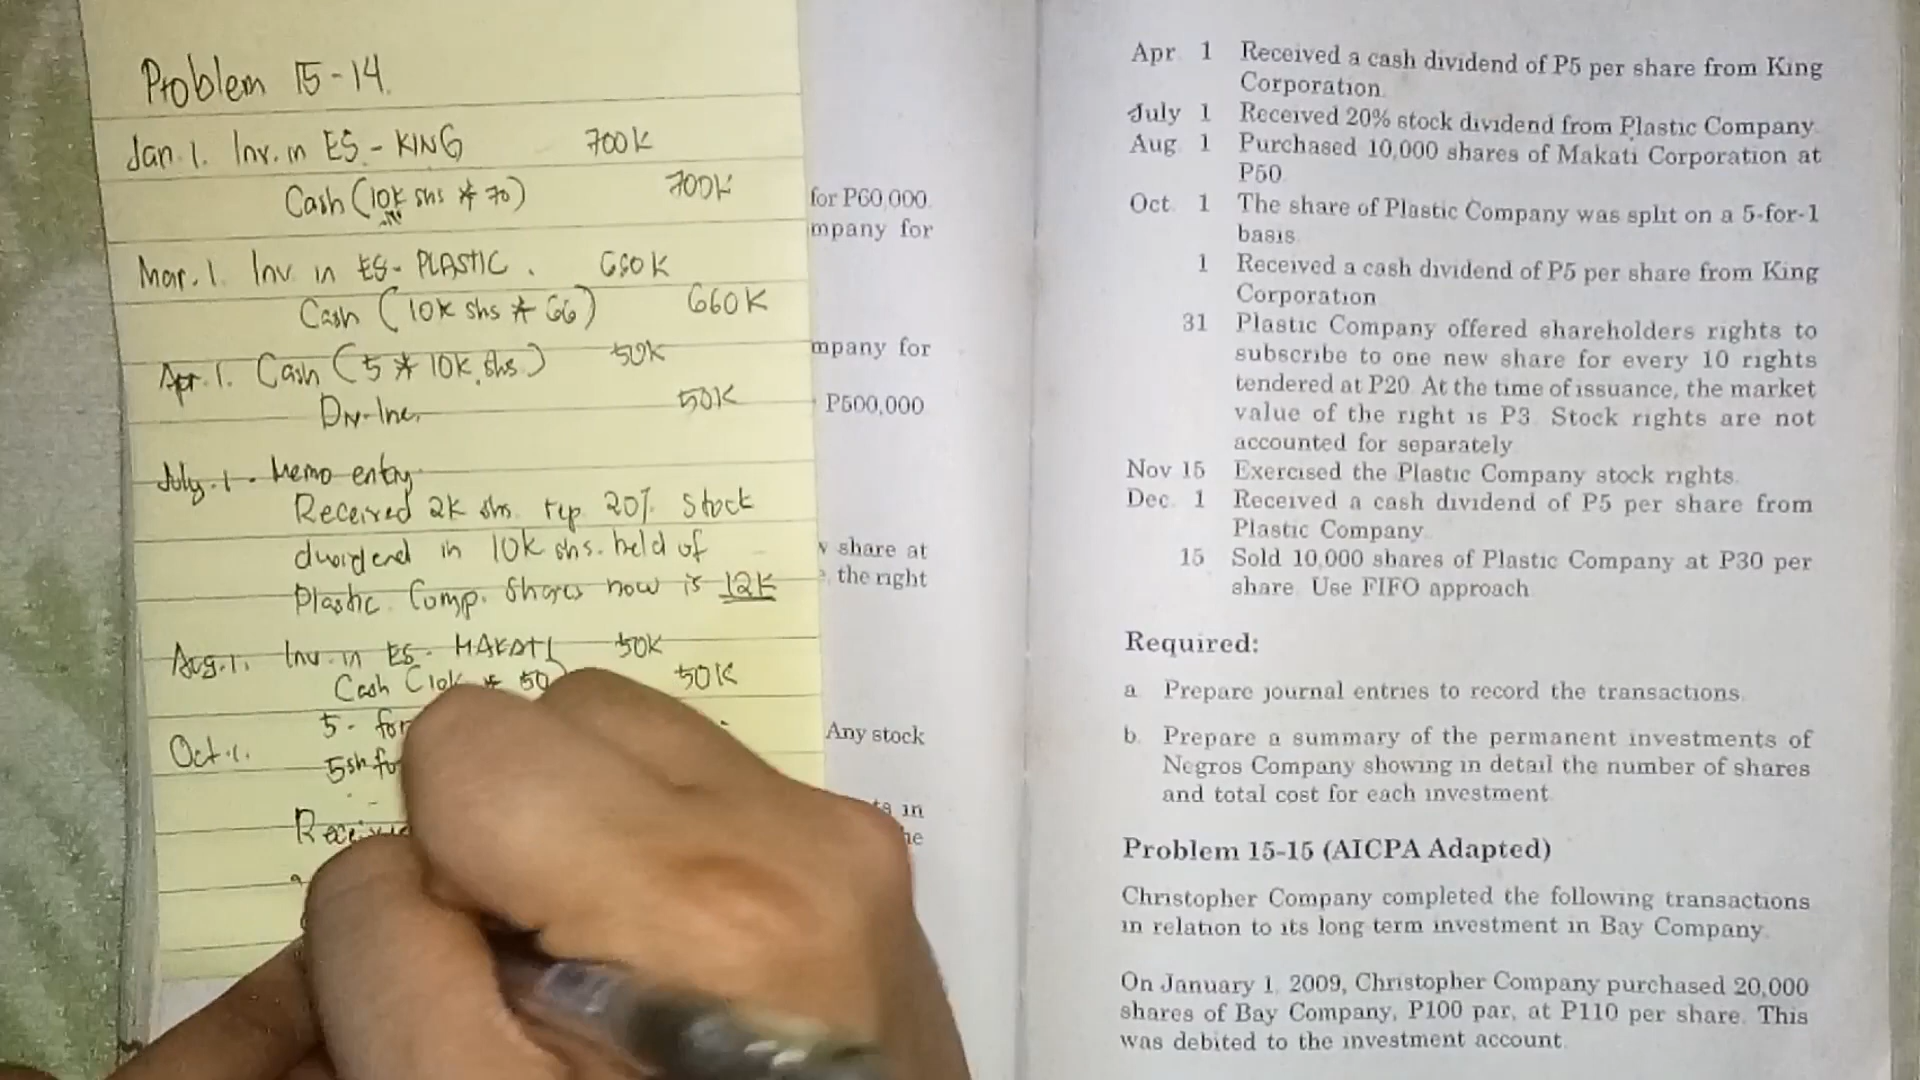 Problem 15-14.
Jan. 1. Inv. in ES - KING 700K
Cash (10K shs * 70) 700K
Mar. 1. Inv. in ES - PLASTIC. 660K
Cash (10K shs * 66) 660K
Apr. 1. Cash (5 * 10K shs.) 50K
Div. Inc. 50K
July. 1. Memo entry.
Received 2K shs. rep. 20% stock
dividend in 10K shs. held of
Plastic Comp. Shares now is 12K
Aug. 1. Inv. in ES - MAKATI 50K
Cash (10K * 50 50K
5 - for
Oct. 1.
5sh for
for P60,000.
mpany for
mpany for
P500,000
share at
the right
Any stock
in
Apr. 1 Received a cash dividend of P5 per share from King
Corporation.
July 1 Received 20% stock dividend from Plastic Company.
Aug. 1 Purchased 10,000 shares of Makati Corporation at
P50.
Oct. 1 The share of Plastic Company was split on a 5-for-1
basis.
1 Received a cash dividend of P5 per share from King
Corporation
31 Plastic Company offered shareholders rights to
subscribe to one new share for every 10 rights
tendered at P20. At the time of issuance, the market
value of the right is P3. Stock rights are not
accounted for separately
Nov 15 Exercised the Plastic Company stock rights.
Dec. 1 Received a cash dividend of P5 per share from
Plastic Company
15 Sold 10,000 shares of Plastic Company at P30 per
share. Use FIFO approach
Required:
a. Prepare journal entries to record the transactions.
b. Prepare a summary of the permanent investments of
Negros Company showing in detail the number of shares
and total cost for each investment.
Problem 15-15 (AICPA Adapted)
Christopher Company completed the following transactions
in relation to its long term investment in Bay Company.
On January 1, 2009, Christopher Company purchased 20,000
shares of Bay Company, P100 par, at P110 per share. This
was debited to the investment account.